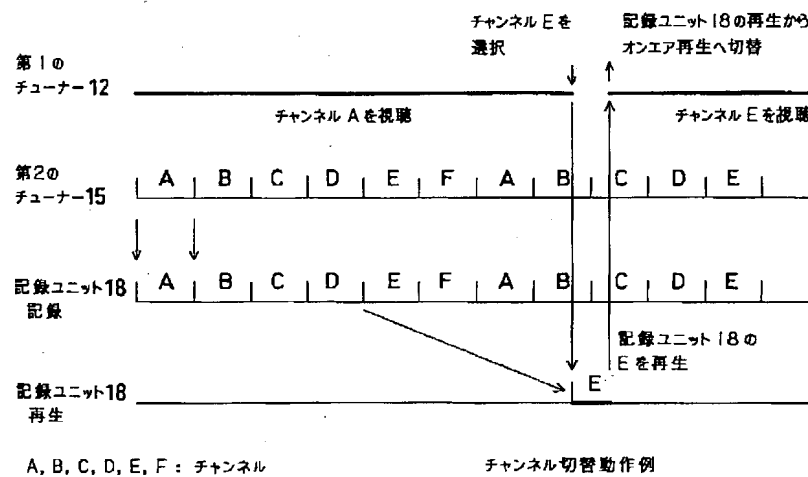 チャンネルEを
選択
記録ユニット18の再生から
オンエア再生へ切替
第1の
チューナー12
チャンネルAを視聴
チャンネルEを視聴
第2の
チューナー15
A B C D E F A B C D E
記録ユニット18
記録
A B C D E F A B C D E
記録ユニット18の
Eを再生
記録ユニット18
再生
E
A, B, C, D, E, F : チャンネル
チャンネル切替動作例